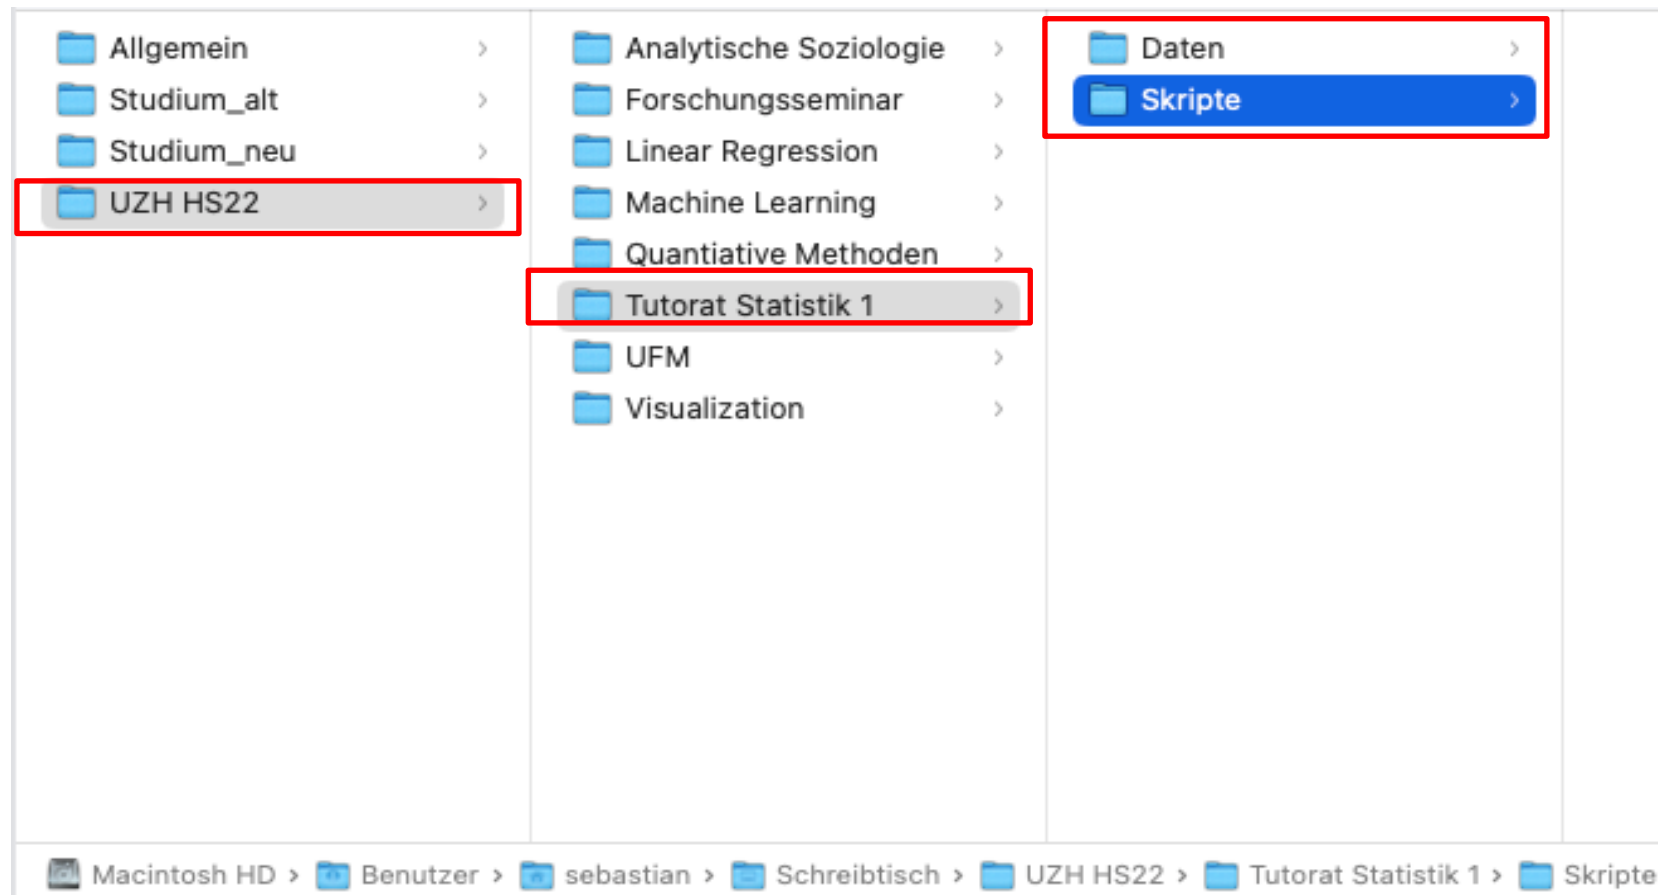 Allgemein
Studium_alt
Studium_neu
UZH HS22
Analytische Soziologie
Forschungsseminar
Linear Regression
Machine Learning
Quantiative Methoden
Tutorat Statistik 1
UFM
Visualization
Daten
Skripte
Macintosh HD › Benutzer › sebastian › Schreibtisch › UZH HS22 › Tutorat Statistik 1 › Skripte